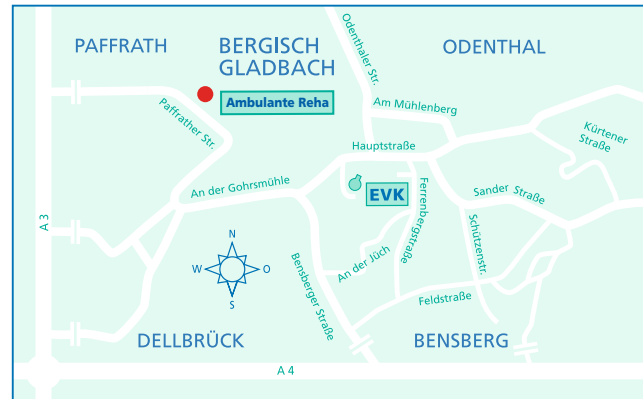 PAFFRATH
BERGISCH
GLADBACH
ODENTHAL
Odenthaler Str.
Ambulante Reha
Am Mühlenberg
Paffrather Str.
Kürtener
Straße
Hauptstraße
An der Gohrsmühle
EVK
Ferrenbergstraße
Sander Straße
Schützenstr.
A 3
N
W
O
S
An der Jüch
Bensberger Straße
Feldstraße
DELLBRÜCK
BENSBERG
A 4